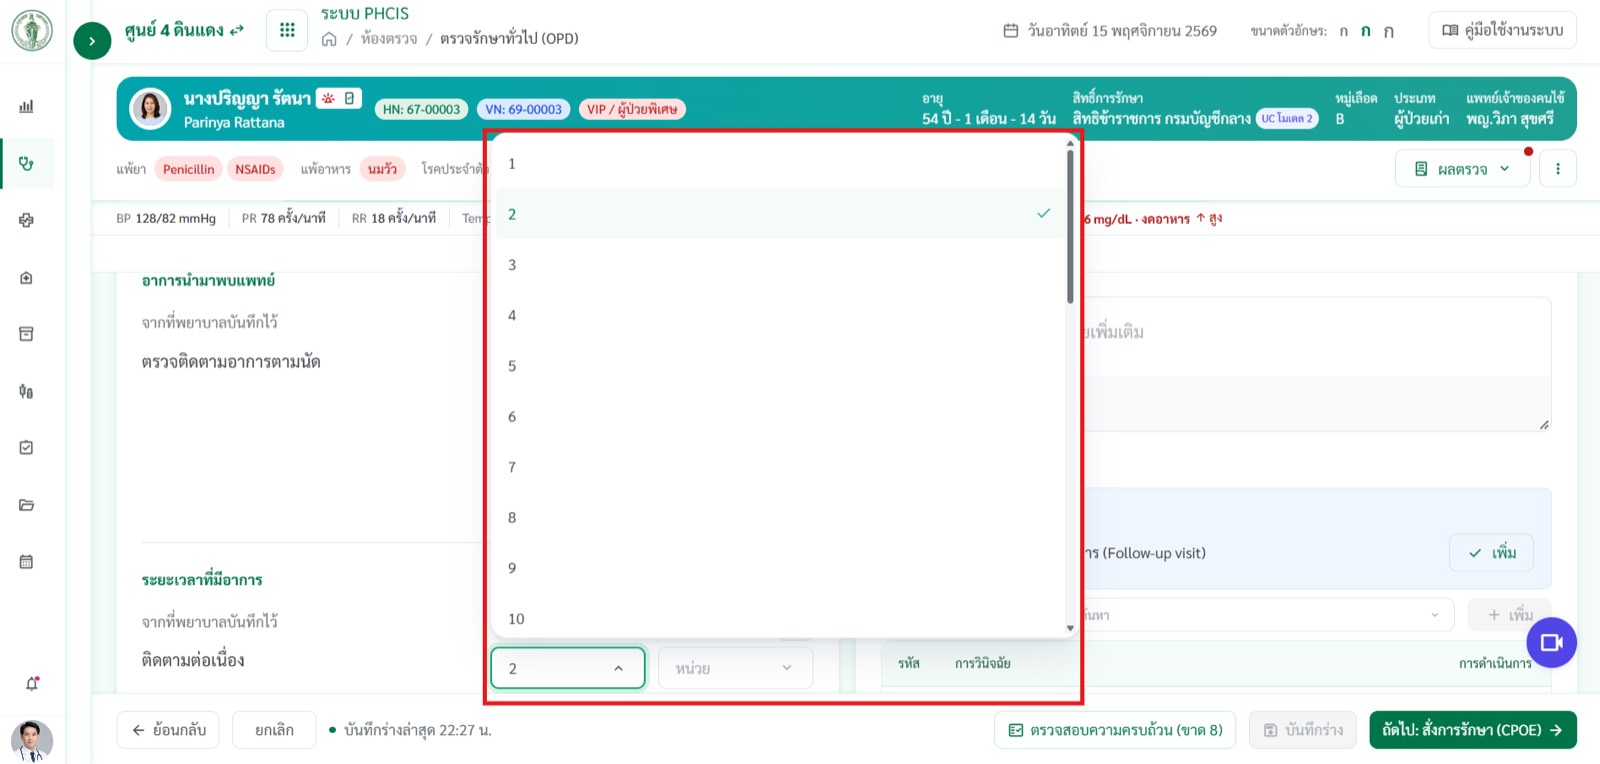 ศูนย์ 4 ดินแดง
ระบบ PHCIS
/ ห้องตรวจ / ตรวจรักษาทั่วไป (OPD)
วันอาทิตย์ 15 พฤศจิกายน 2569
ขนาดตัวอักษร: ก ก ก
คู่มือใช้งานระบบ
นางปริญญา รัตนา
Parinya Rattana
HN: 67-00003
VN: 69-00003
VIP / ผู้ป่วยพิเศษ
อายุ
54 ปี - 1 เดือน - 14 วัน
สิทธิ์การรักษา
สิทธิข้าราชการ กรมบัญชีกลาง UC โมเดล 2
หมู่เลือด
B
ประเภท
ผู้ป่วยเก่า
แพทย์เจ้าของคนไข้
พญ.วิภา สุขศรี
แพ้ยา Penicillin NSAIDs แพ้อาหาร นมวัว โรคประจำตัว
ผลตรวจ
BP 128/82 mmHg PR 78 ครั้ง/นาที RR 18 ครั้ง/นาที Temp
6 mg/dL · งดอาหาร ↑ สูง
อาการนำมาพบแพทย์
จากที่พยาบาลบันทึกไว้
ตรวจติดตามอาการตามนัด
ระยะเวลาที่มีอาการ
จากที่พยาบาลบันทึกไว้
ติดตามต่อเนื่อง
1
2
3
4
5
6
7
8
9
10
2
หน่วย
เพิ่มเติม
(Follow-up visit)
เพิ่ม
ค้นหา
+ เพิ่ม
รหัส การวินิจฉัย การดำเนินการ
← ย้อนกลับ
ยกเลิก
บันทึกร่างล่าสุด 22:27 น.
ตรวจสอบความครบถ้วน (ขาด 8)
บันทึกร่าง
ถัดไป: สั่งการรักษา (CPOE) →